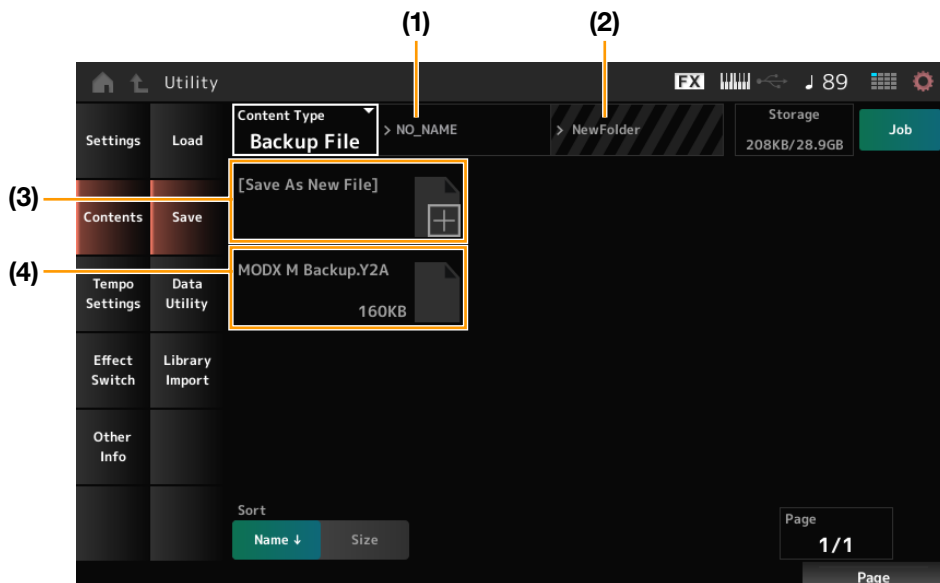 (1)
(2)
Utility
FX
♩ 89
Content Type
Backup File
> NO_NAME
> NewFolder
Storage
208KB/28.9GB
Job
Settings
Load
(3)
[Save As New File]
Contents
Save
(4)
MODX M Backup.Y2A
160KB
Tempo
Settings
Data
Utility
Effect
Switch
Library
Import
Other
Info
Sort
Name ↓
Size
Page
1/1
Page